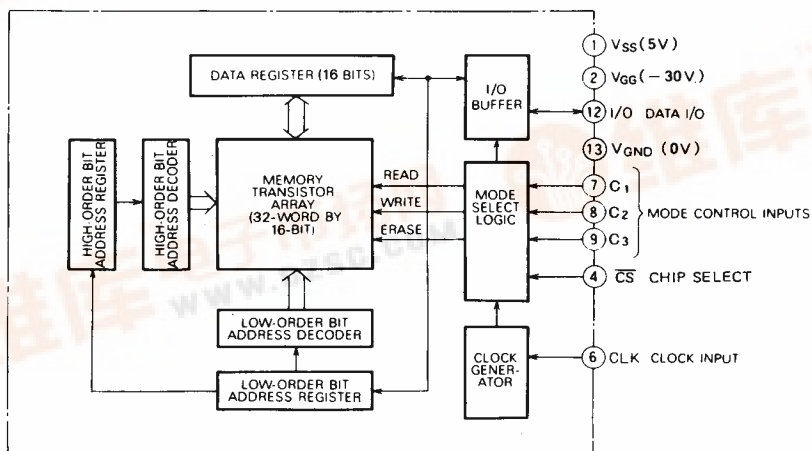 DATA REGISTER (16 BITS)
I/O
BUFFER
1 VSS (5V)
2 VGG (−30V)
12 I/O DATA I/O
13 VGND (0V)
HIGH-ORDER BIT
ADDRESS REGISTER
HIGH-ORDER BIT
ADDRESS DECODER
MEMORY
TRANSISTOR
ARRAY
(32-WORD BY
16-BIT)
READ
WRITE
ERASE
MODE
SELECT
LOGIC
7 C1
8 C2
9 C3
MODE CONTROL INPUTS
4 C̅S̅ CHIP SELECT
LOW-ORDER BIT
ADDRESS DECODER
LOW-ORDER BIT
ADDRESS REGISTER
CLOCK
GENER-
ATOR
6 CLK CLOCK INPUT